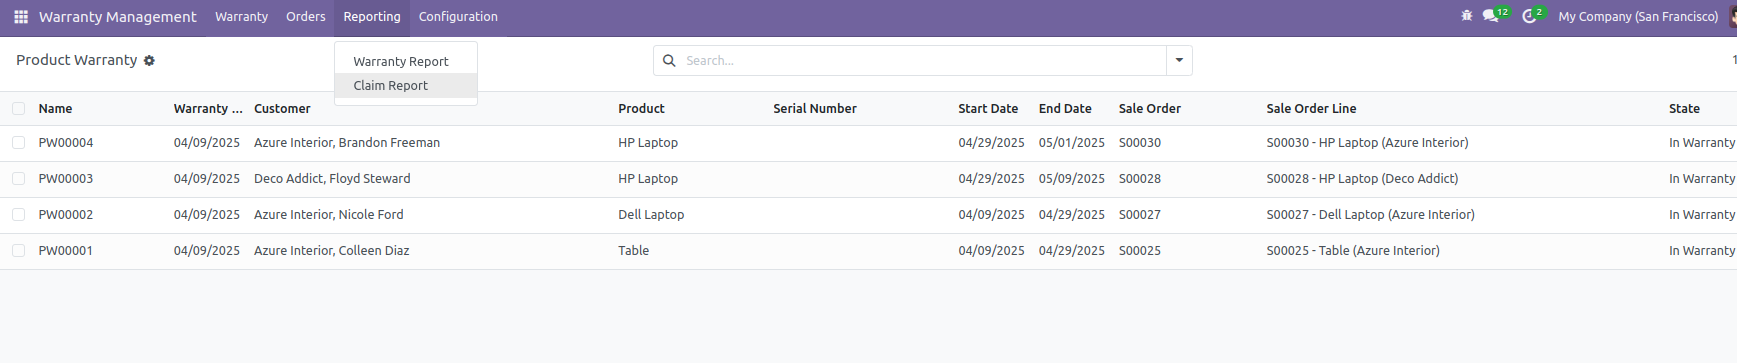 Warranty Management Warranty Orders Reporting Configuration 12 2 My Company (San Francisco)
Product Warranty Warranty Report Search...
Claim Report
Name Warranty ... Customer Product Serial Number Start Date End Date Sale Order Sale Order Line State
PW00004 04/09/2025 Azure Interior, Brandon Freeman HP Laptop 04/29/2025 05/01/2025 S00030 S00030 - HP Laptop (Azure Interior) In Warranty
PW00003 04/09/2025 Deco Addict, Floyd Steward HP Laptop 04/29/2025 05/09/2025 S00028 S00028 - HP Laptop (Deco Addict) In Warranty
PW00002 04/09/2025 Azure Interior, Nicole Ford Dell Laptop 04/09/2025 04/29/2025 S00027 S00027 - Dell Laptop (Azure Interior) In Warranty
PW00001 04/09/2025 Azure Interior, Colleen Diaz Table 04/09/2025 04/29/2025 S00025 S00025 - Table (Azure Interior) In Warranty